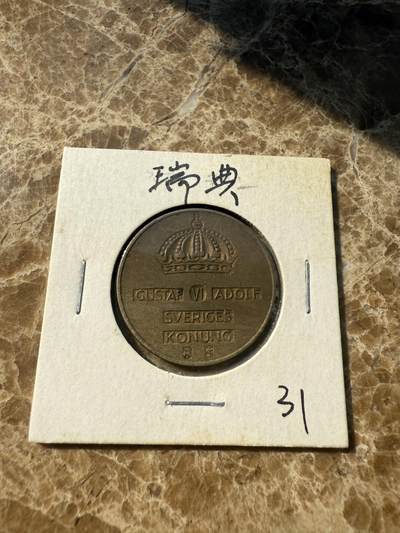 瑞典
GUSTAF VI ADOLF
SVERIGES
KONUNG
31